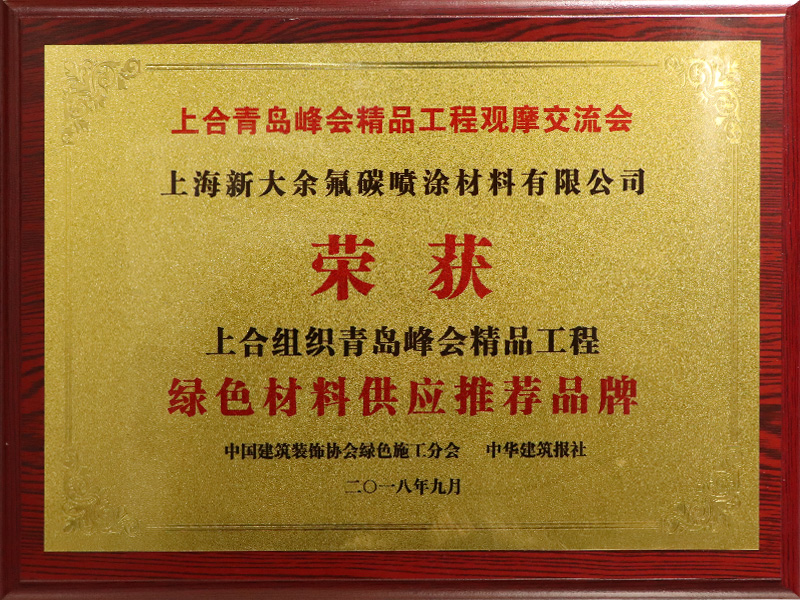 上合青岛峰会精品工程观摩交流会
上海新大余氟碳喷涂材料有限公司
荣 获
上合组织青岛峰会精品工程
绿色材料供应推荐品牌
中国建筑装饰协会绿色施工分会 中华建筑报社
二〇一八年九月